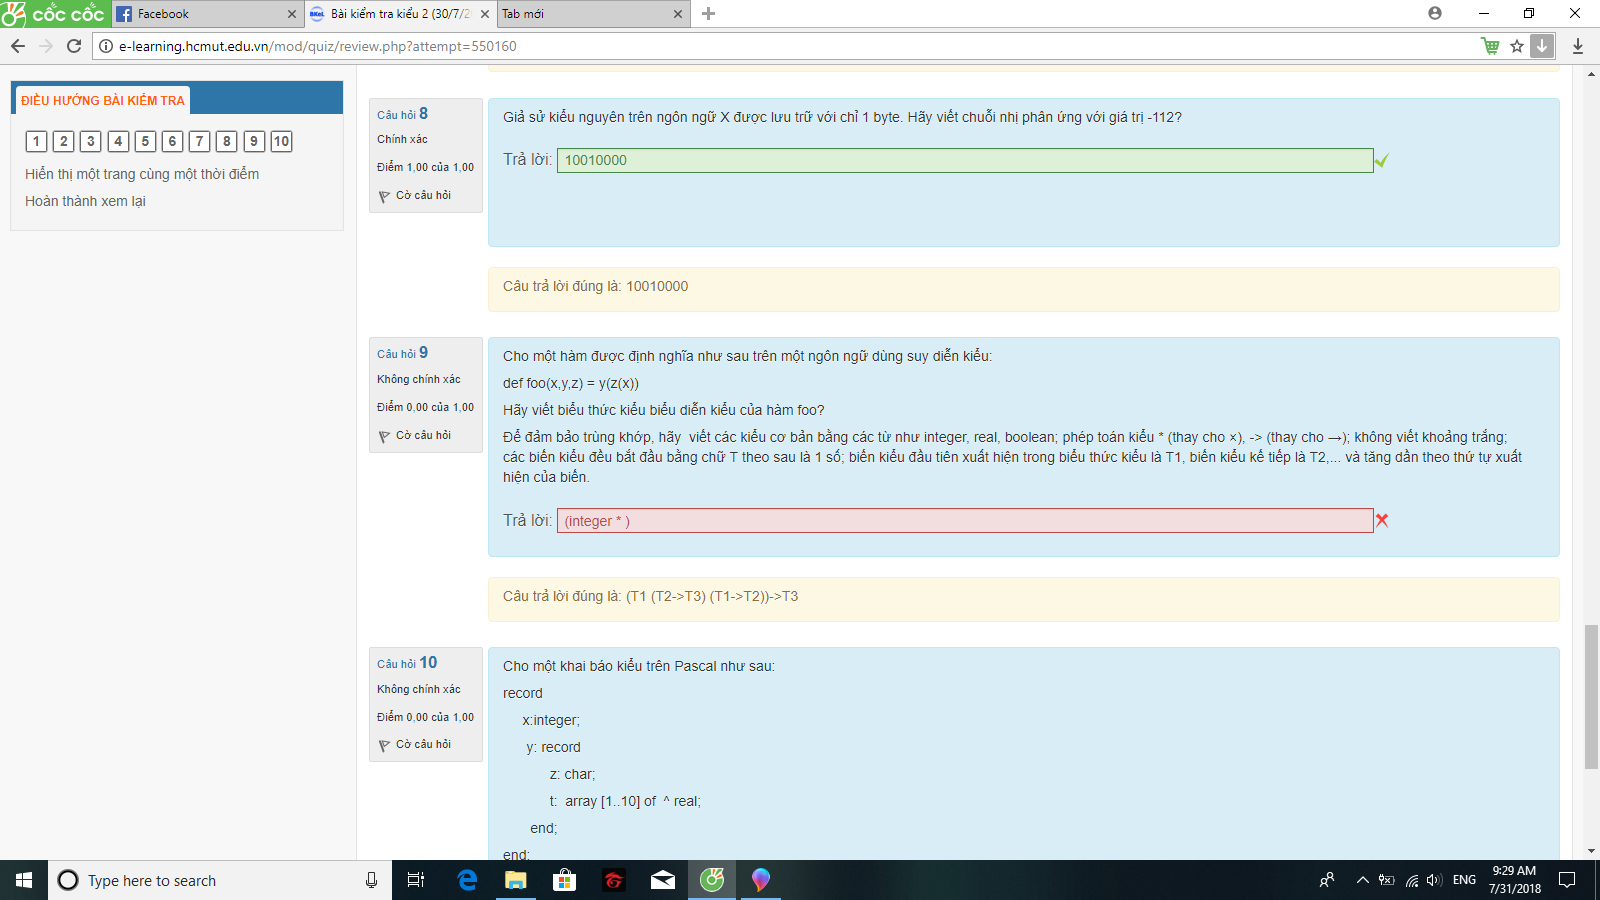 cốc cốc
Facebook
Bài kiểm tra kiểu 2 (30/7/2
Tab mới
e-learning.hcmut.edu.vn/mod/quiz/review.php?attempt=550160
ĐIỀU HƯỚNG BÀI KIỂM TRA
1 2 3 4 5 6 7 8 9 10
Hiển thị một trang cùng một thời điểm
Hoàn thành xem lại
Câu hỏi 8
Chính xác
Điểm 1,00 của 1,00
Cờ câu hỏi
Giả sử kiểu nguyên trên ngôn ngữ X được lưu trữ với chỉ 1 byte. Hãy viết chuỗi nhị phân ứng với giá trị -112?
Trả lời: 10010000
Câu trả lời đúng là: 10010000
Câu hỏi 9
Không chính xác
Điểm 0,00 của 1,00
Cờ câu hỏi
Cho một hàm được định nghĩa như sau trên một ngôn ngữ dùng suy diễn kiểu:
def foo(x,y,z) = y(z(x))
Hãy viết biểu thức kiểu biểu diễn kiểu của hàm foo?
Để đảm bảo trùng khớp, hãy viết các kiểu cơ bản bằng các từ như integer, real, boolean; phép toán kiểu * (thay cho ×), -> (thay cho →); không viết khoảng trắng;
các biến kiểu đều bắt đầu bằng chữ T theo sau là 1 số; biến kiểu đầu tiên xuất hiện trong biểu thức kiểu là T1, biến kiểu kế tiếp là T2,... và tăng dần theo thứ tự xuất
hiện của biến.
Trả lời: (integer * )
Câu trả lời đúng là: (T1 (T2->T3) (T1->T2))->T3
Câu hỏi 10
Không chính xác
Điểm 0,00 của 1,00
Cờ câu hỏi
Cho một khai báo kiểu trên Pascal như sau:
record
x:integer;
y: record
z: char;
t: array [1..10] of ^ real;
end;
end;
Type here to search
ENG
9:29 AM
7/31/2018